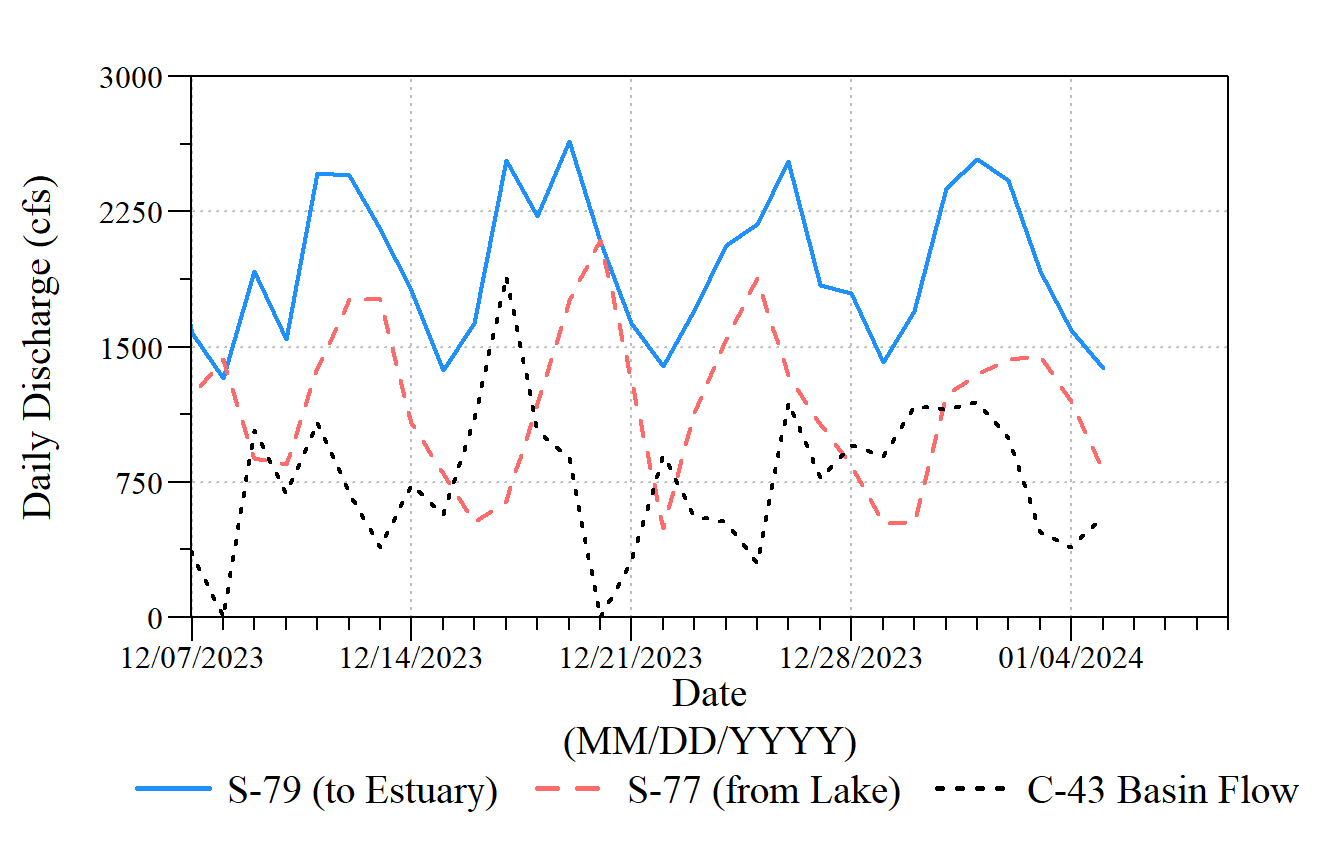 3000
2250
1500
750
0
Daily Discharge (cfs)
12/07/2023 12/14/2023 12/21/2023 12/28/2023 01/04/2024
Date
(MM/DD/YYYY)
S-79 (to Estuary) S-77 (from Lake) C-43 Basin Flow